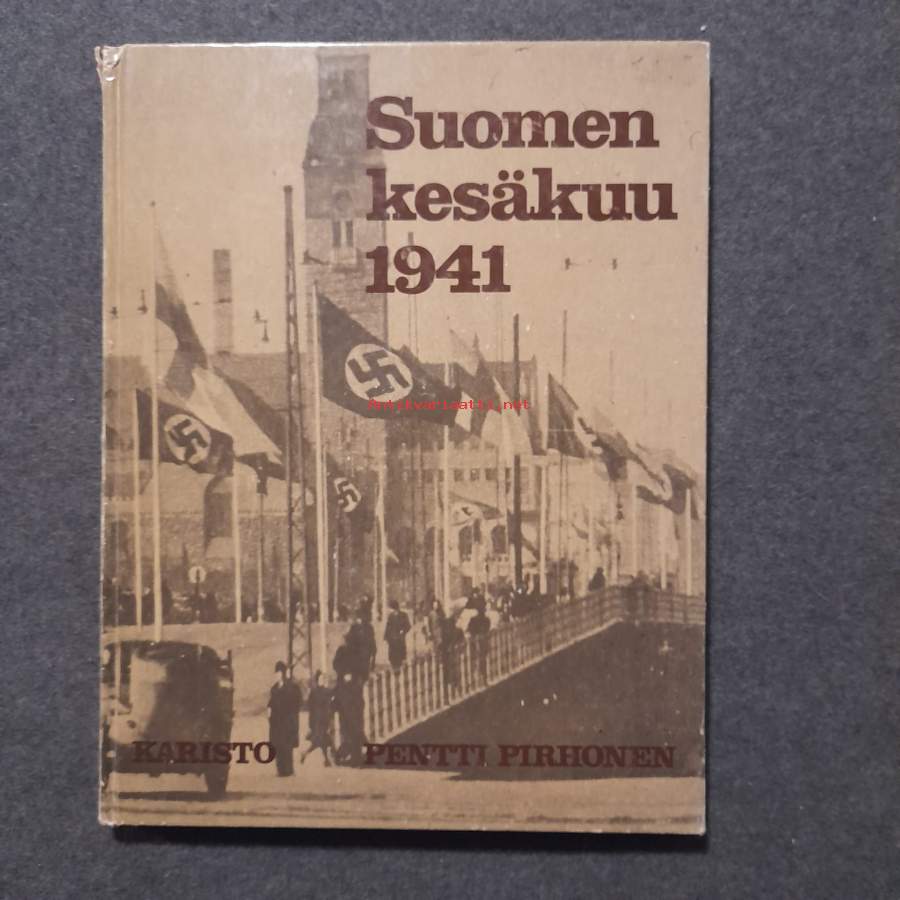 Suomen
kesäkuu
1941
Antikvariaatti.net
KARISTO
PENTTI PIRHONEN